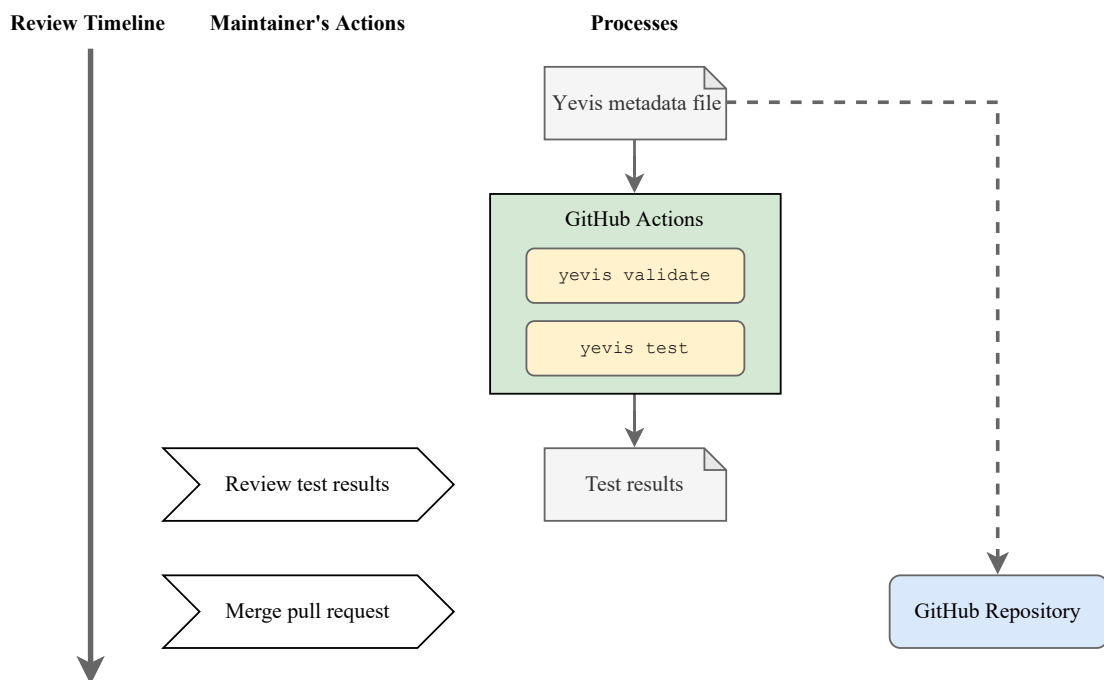 Review Timeline
Maintainer's Actions
Processes
Yevis metadata file
GitHub Actions
yevis validate
yevis test
Review test results
Test results
Merge pull request
GitHub Repository